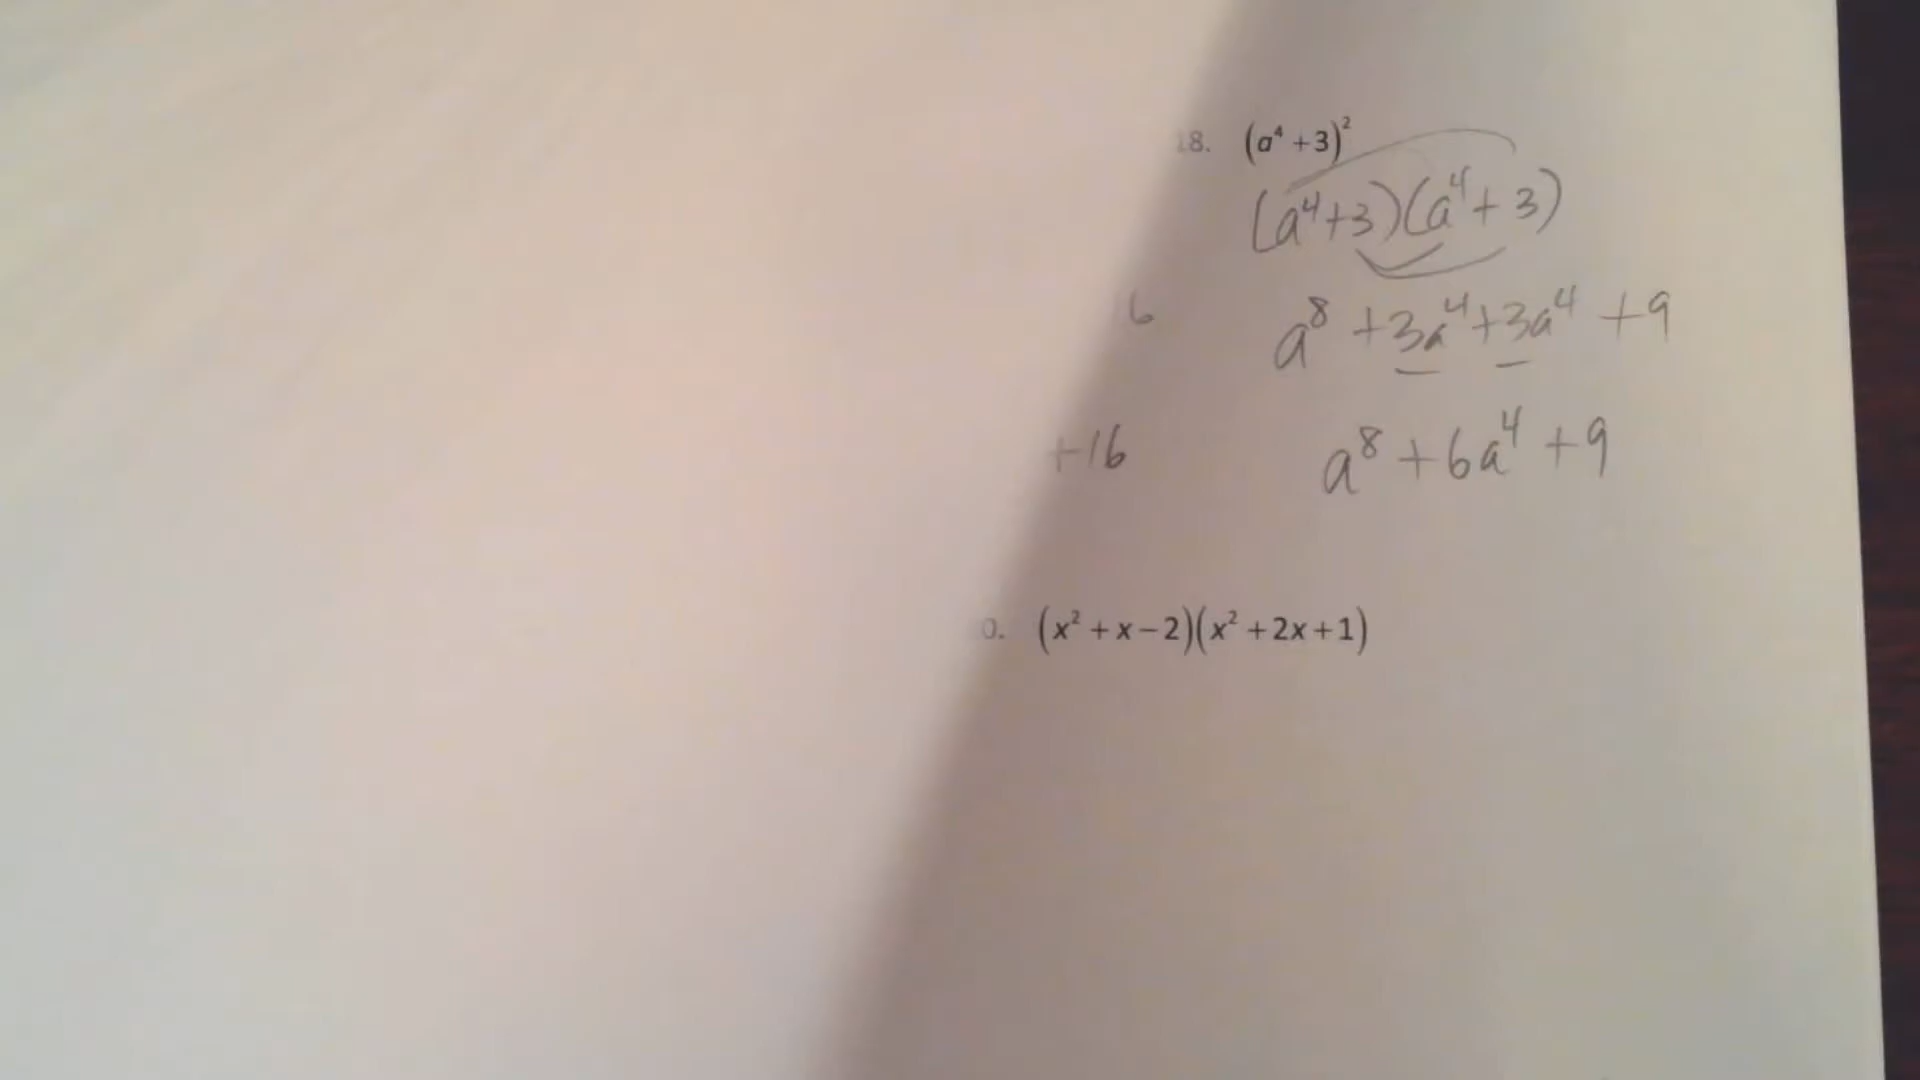 18. (a⁴ + 3)²
(a⁴+3)(a⁴+3)
6
a⁸ +3a⁴+3a⁴ +9
+16
a⁸ +6a⁴ +9
0. (x² + x − 2)(x² + 2x + 1)